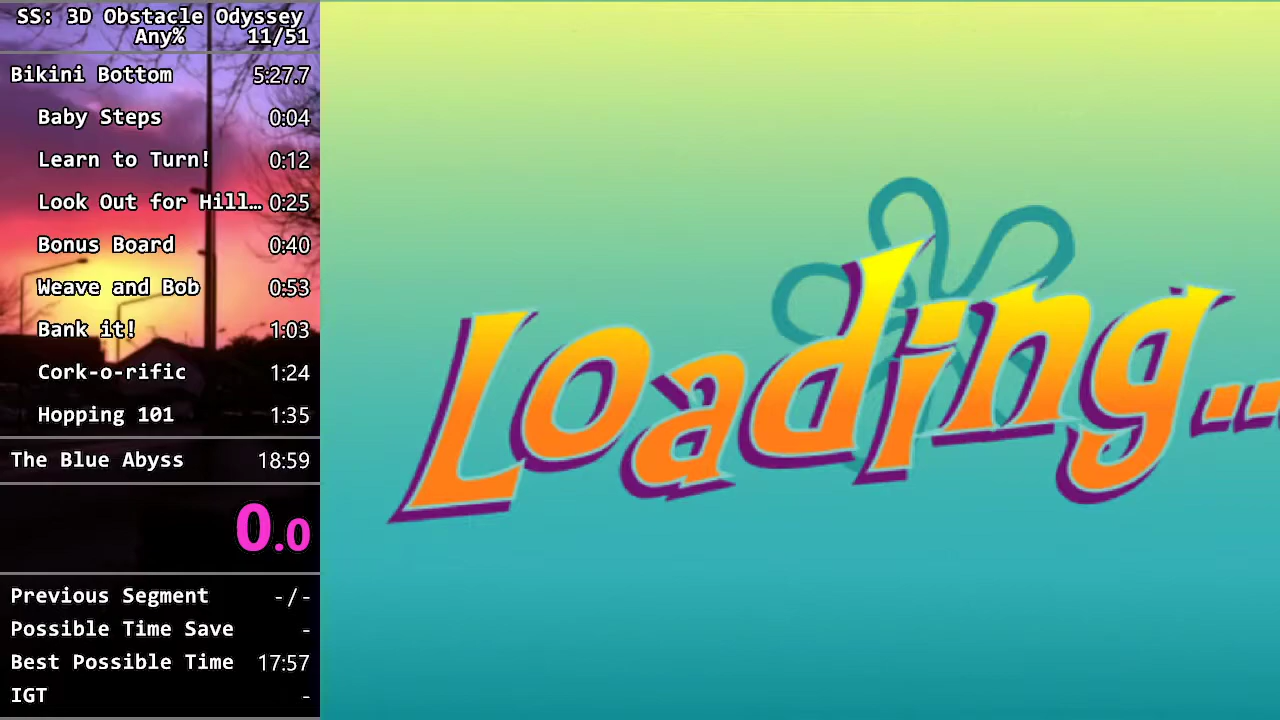 SS: 3D Obstacle Odyssey
Any% 11/51
Bikini Bottom 5:27.7
Baby Steps 0:04
Learn to Turn! 0:12
Look Out for Hill… 0:25
Bonus Board 0:40
Weave and Bob 0:53
Bank it! 1:03
Cork-o-rific 1:24
Hopping 101 1:35
The Blue Abyss 18:59
0.0
Previous Segment -/-
Possible Time Save -
Best Possible Time 17:57
IGT -
Loading..